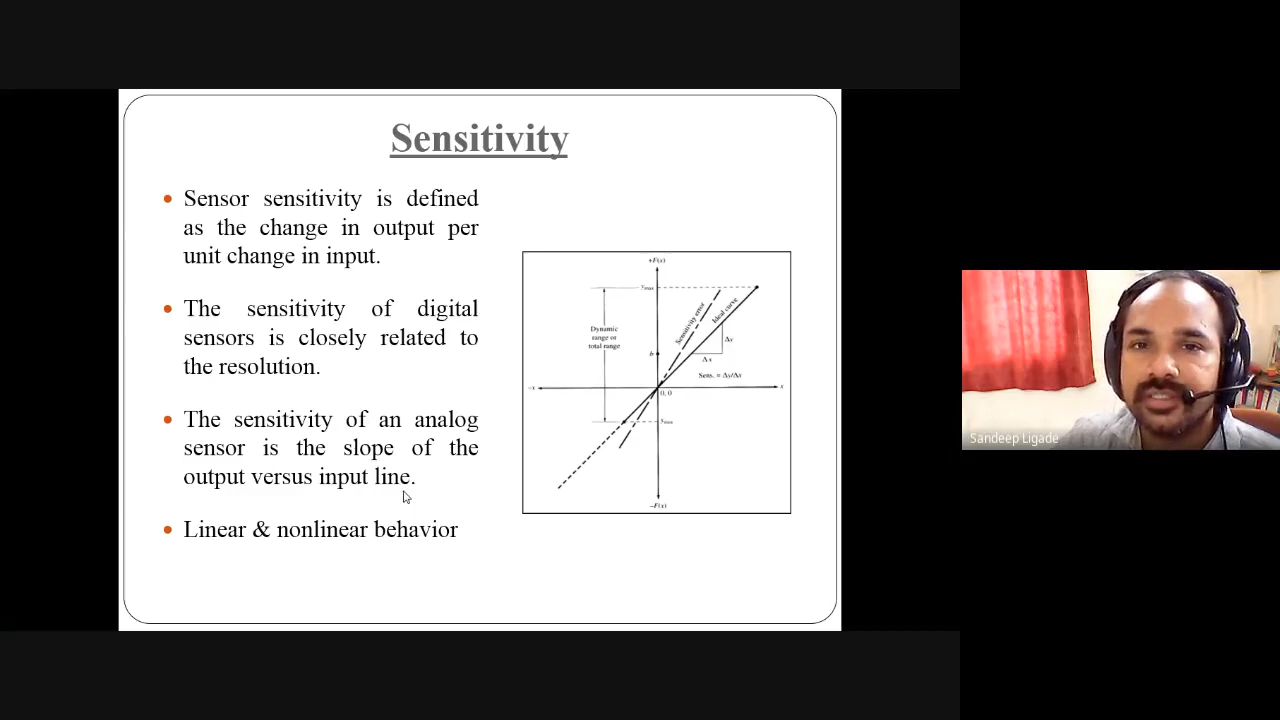 Sensitivity
• Sensor sensitivity is defined
as the change in output per
unit change in input.
• The sensitivity of digital
sensors is closely related to
the resolution.
• The sensitivity of an analog
sensor is the slope of the
output versus input line.
• Linear & nonlinear behavior
+F(x)
Sensitivity error
Ideal curve
Dynamic
range or
total range
b
Δx
Sens. = Δy/Δx
−x
x
0, 0
−F(x)
Sandeep Ligade